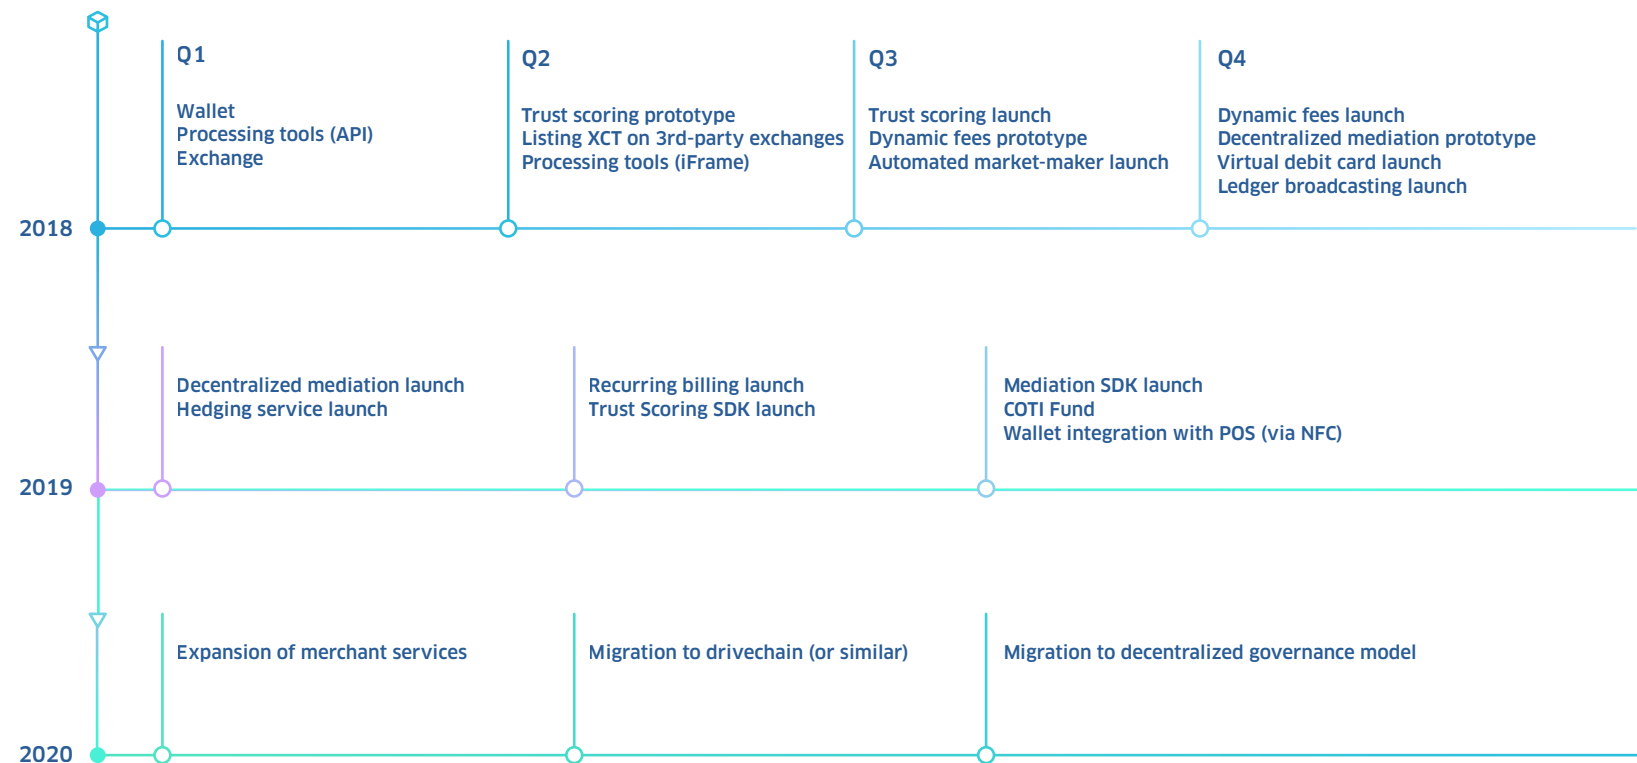 Q1
Wallet
Processing tools (API)
Exchange
Q2
Trust scoring prototype
Listing XCT on 3rd-party exchanges
Processing tools (iFrame)
Q3
Trust scoring launch
Dynamic fees prototype
Automated market-maker launch
Q4
Dynamic fees launch
Decentralized mediation prototype
Virtual debit card launch
Ledger broadcasting launch
2018
Decentralized mediation launch
Hedging service launch
Recurring billing launch
Trust Scoring SDK launch
Mediation SDK launch
COTI Fund
Wallet integration with POS (via NFC)
2019
Expansion of merchant services
Migration to drivechain (or similar)
Migration to decentralized governance model
2020